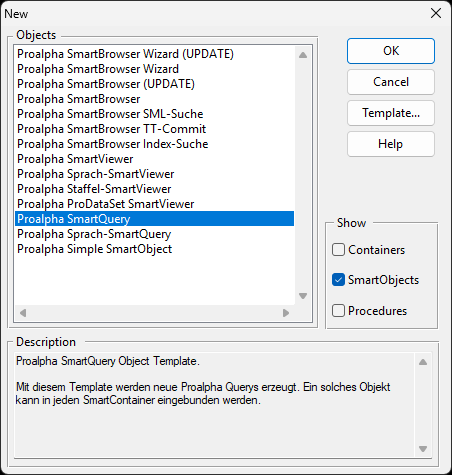 New
Objects
Proalpha SmartBrowser Wizard (UPDATE)
Proalpha SmartBrowser Wizard
Proalpha SmartBrowser (UPDATE)
Proalpha SmartBrowser
Proalpha SmartBrowser SML-Suche
Proalpha SmartBrowser TT-Commit
Proalpha SmartBrowser Index-Suche
Proalpha SmartViewer
Proalpha Sprach-SmartViewer
Proalpha Staffel-SmartViewer
Proalpha ProDataSet SmartViewer
Proalpha SmartQuery
Proalpha Sprach-SmartQuery
Proalpha Simple SmartObject
OK
Cancel
Template...
Help
Show
Containers
SmartObjects
Procedures
Description
Proalpha SmartQuery Object Template.
Mit diesem Template werden neue Proalpha Querys erzeugt. Ein solches Objekt
kann in jeden SmartContainer eingebunden werden.